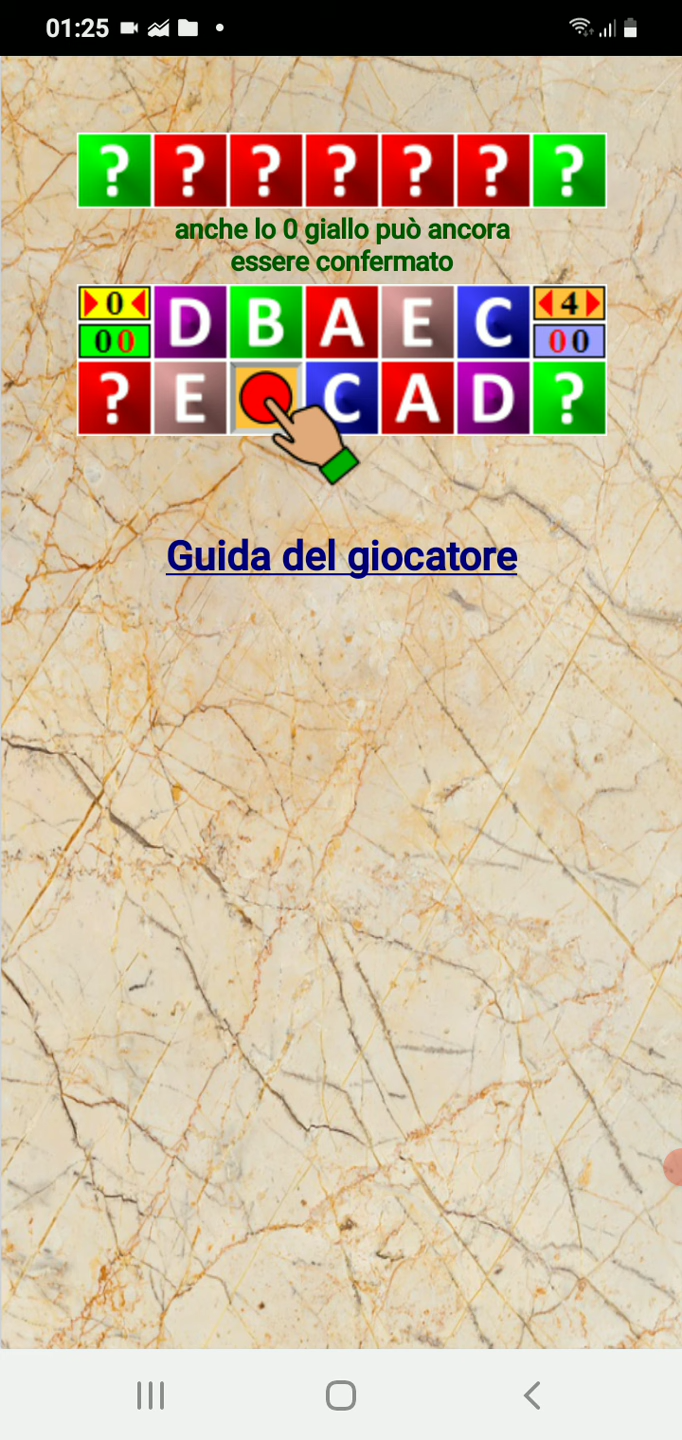 01:25
? ? ? ? ? ? ?
anche lo 0 giallo può ancora
essere confermato
0 D B A E C 4
00 00
? E C A D ?
Guida del giocatore